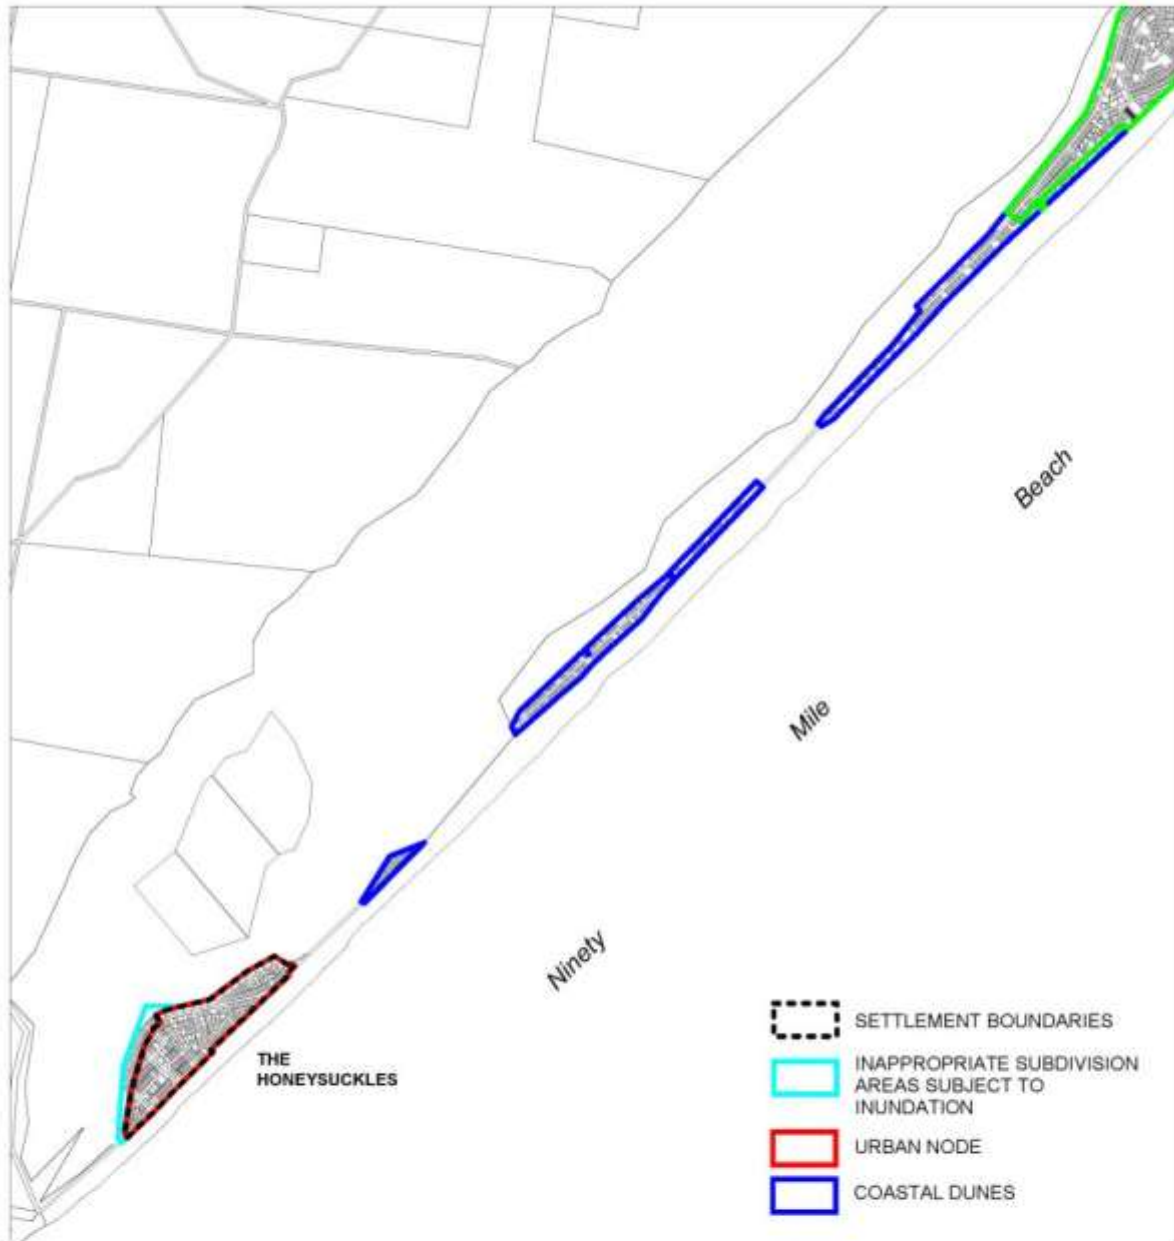 Beach
Mile
Ninety
THE
HONEYSUCKLES
SETTLEMENT BOUNDARIES
INAPPROPRIATE SUBDIVISION
AREAS SUBJECT TO
INUNDATION
URBAN NODE
COASTAL DUNES